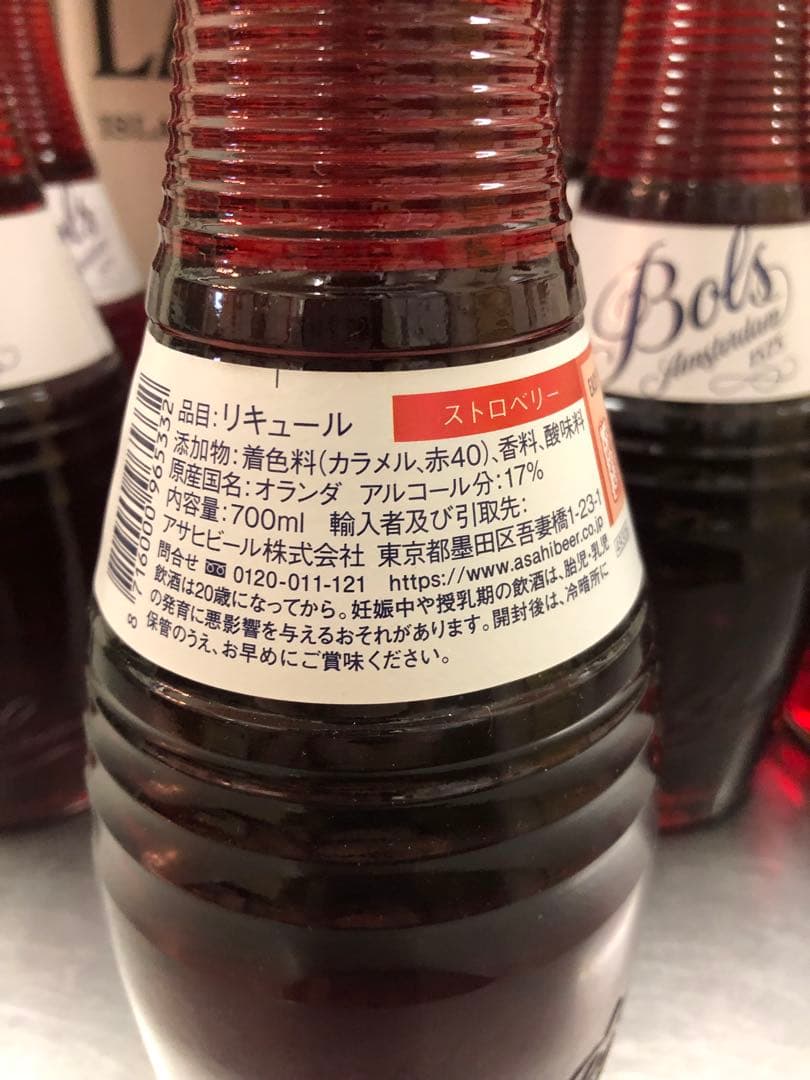 ストロベリー
品目:リキュール
添加物:着色料(カラメル、赤40)、香料、酸味料
原産国名:オランダ アルコール分:17%
内容量:700ml 輸入者及び引取先:
アサヒビール株式会社 東京都墨田区吾妻橋1-23-1
問合せ 0120-011-121 https://www.asahibeer.co.jp
飲酒は20歳になってから。妊娠中や授乳期の飲酒は、胎児・乳児
の発育に悪影響を与えるおそれがあります。開封後は、冷暗所に
保管のうえ、お早めにご賞味ください。
8 716000 965332
Bols
Amsterdam
1575